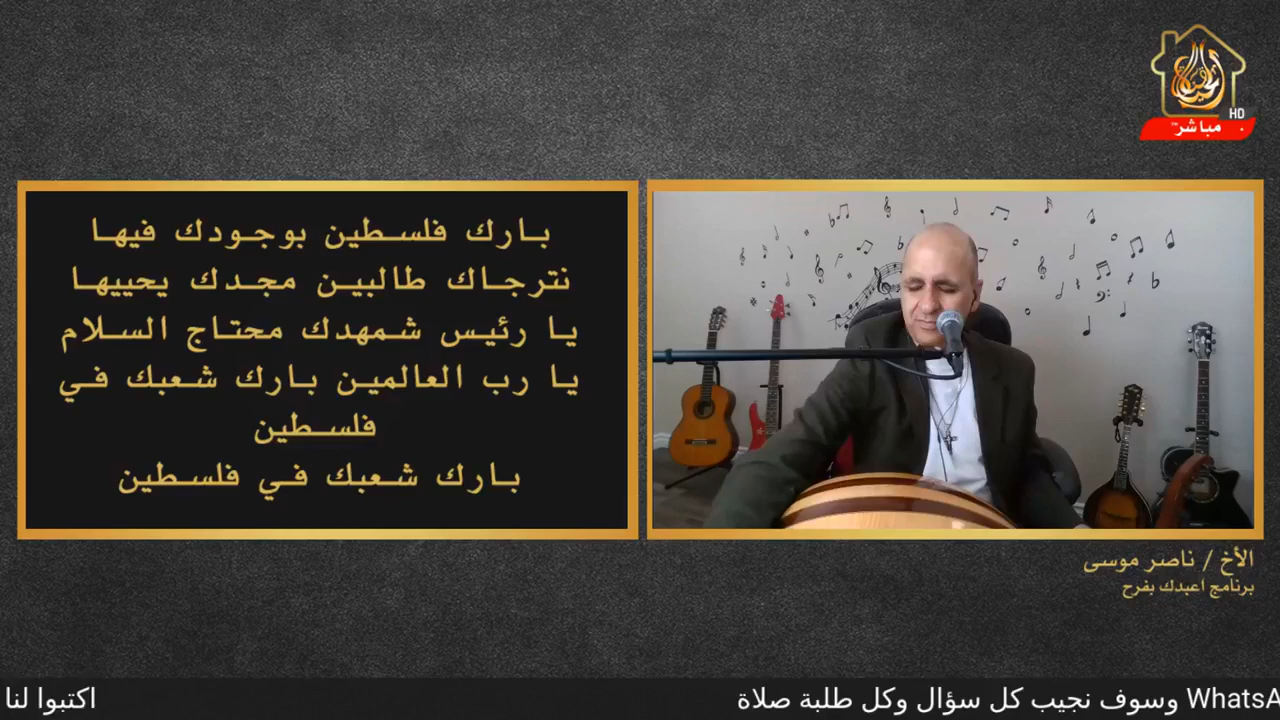 HD
مباشر
بارك فلسطين بوجودك فيها
نترجاك طالبين مجدك يحييها
يا رئيس شمهدك محتاج السلام
يا رب العالمين بارك شعبك في
فلسطين
بارك شعبك في فلسطين
الأخ / ناصر موسى
برنامج اعبدك بفرح
WhatsA وسوف نجيب كل سؤال وكل طلبة صلاة
اكتبوا لنا